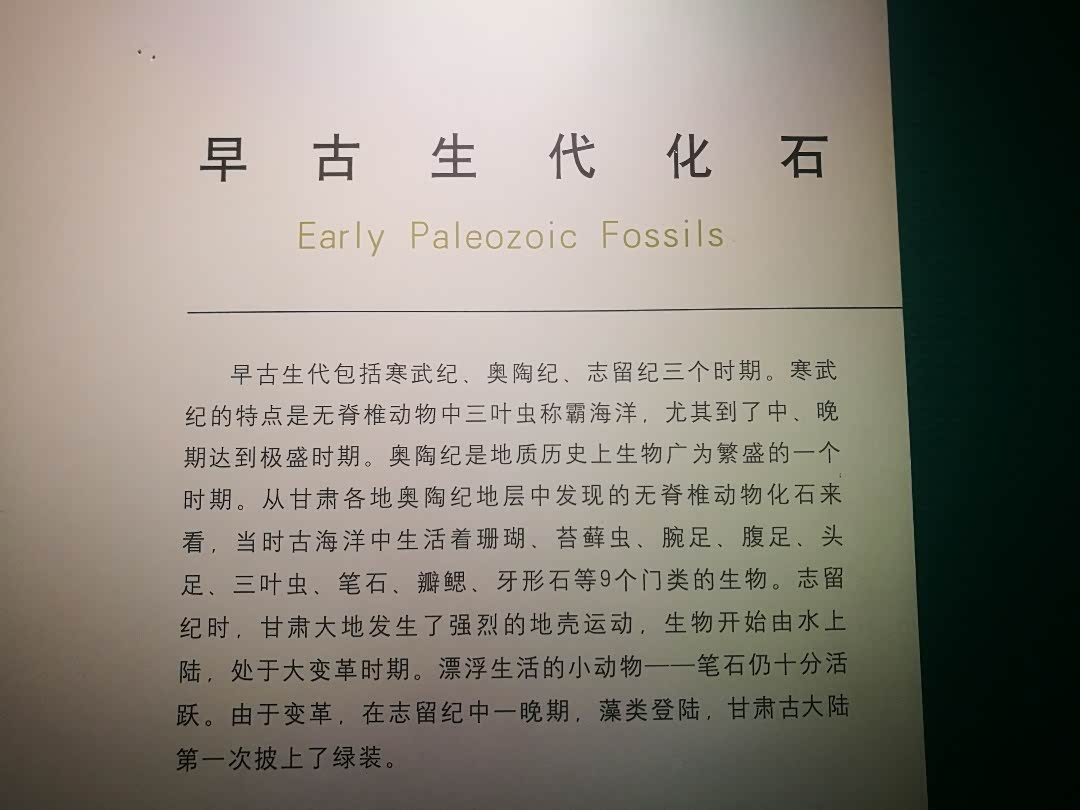 早古生代化石
Early Paleozoic Fossils
早古生代包括寒武纪、奥陶纪、志留纪三个时期。寒武
纪的特点是无脊椎动物中三叶虫称霸海洋，尤其到了中、晚
期达到极盛时期。奥陶纪是地质历史上生物广为繁盛的一个
时期。从甘肃各地奥陶纪地层中发现的无脊椎动物化石来
看，当时古海洋中生活着珊瑚、苔藓虫、腕足、腹足、头
足、三叶虫、笔石、瓣鳃、牙形石等9个门类的生物。志留
纪时，甘肃大地发生了强烈的地壳运动，生物开始由水上
陆，处于大变革时期。漂浮生活的小动物——笔石仍十分活
跃。由于变革，在志留纪中一晚期，藻类登陆，甘肃古大陆
第一次披上了绿装。